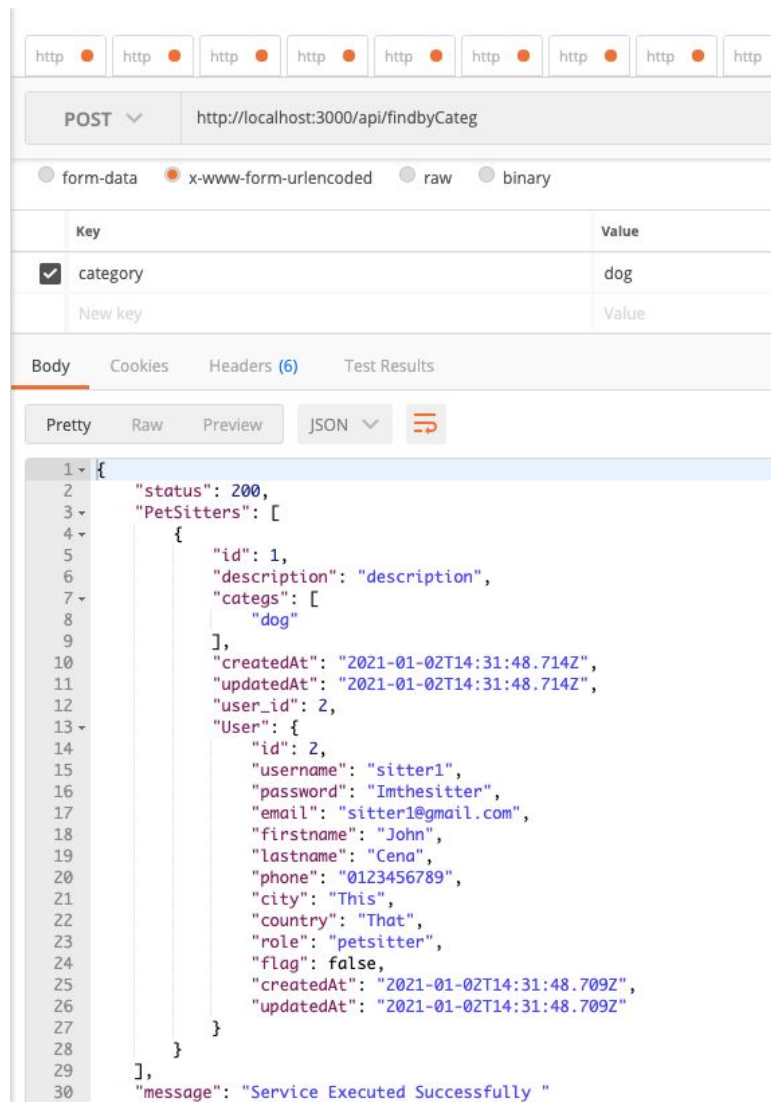 http http http http http http http http http
POST http://localhost:3000/api/findbyCateg
form-data x-www-form-urlencoded raw binary
Key Value
category dog
New key Value
Body Cookies Headers (6) Test Results
Pretty Raw Preview JSON
1 {
2 "status": 200,
3 "PetSitters": [
4 {
5 "id": 1,
6 "description": "description",
7 "categs": [
8 "dog"
9 ],
10 "createdAt": "2021-01-02T14:31:48.714Z",
11 "updatedAt": "2021-01-02T14:31:48.714Z",
12 "user_id": 2,
13 "User": {
14 "id": 2,
15 "username": "sitter1",
16 "password": "Imthesitter",
17 "email": "sitter1@gmail.com",
18 "firstname": "John",
19 "lastname": "Cena",
20 "phone": "0123456789",
21 "city": "This",
22 "country": "That",
23 "role": "petsitter",
24 "flag": false,
25 "createdAt": "2021-01-02T14:31:48.709Z",
26 "updatedAt": "2021-01-02T14:31:48.709Z"
27 }
28 }
29 ],
30 "message": "Service Executed Successfully "